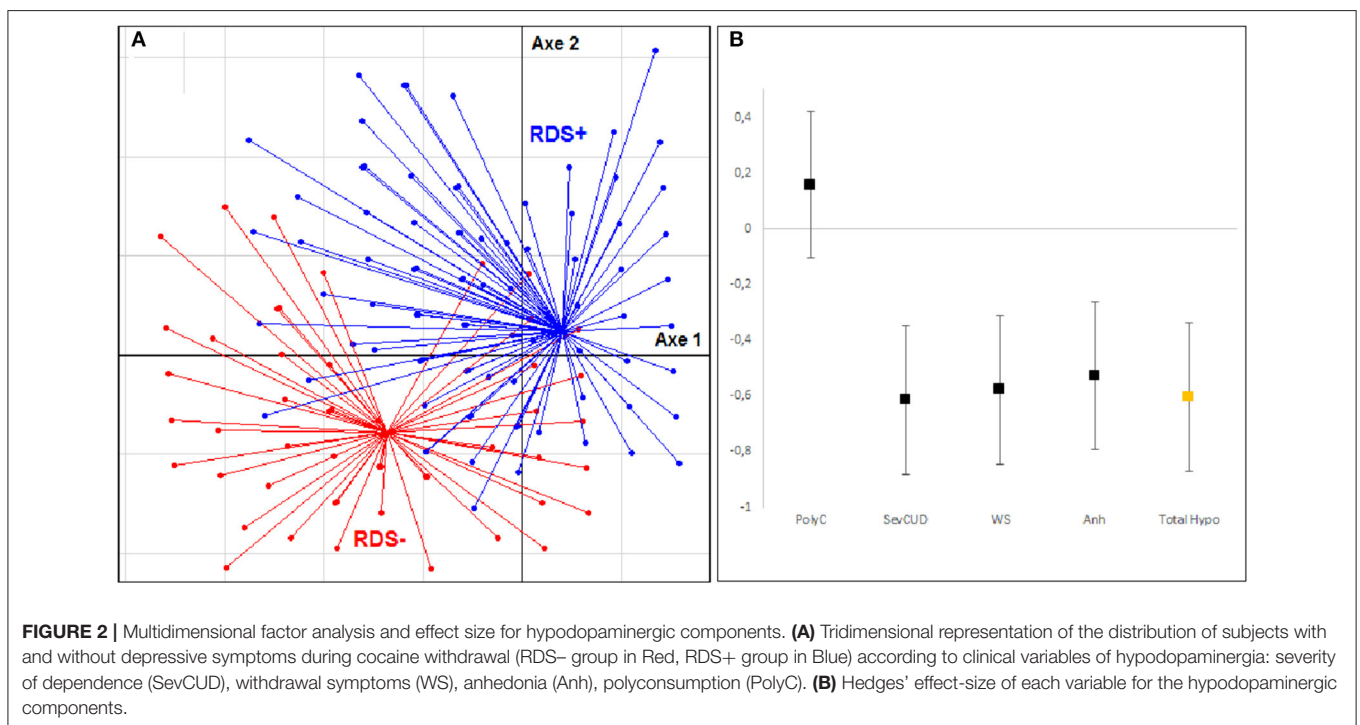 A
Axe 2
RDS+
Axe 1
RDS-
B
0,4
0,2
0
-0,2
-0,4
-0,6
-0,8
-1
PolyC SevCUD WS Anh Total Hypo
FIGURE 2 | Multidimensional factor analysis and effect size for hypodopaminergic components. (A) Tridimensional representation of the distribution of subjects with
and without depressive symptoms during cocaine withdrawal (RDS– group in Red, RDS+ group in Blue) according to clinical variables of hypodopaminergia: severity
of dependence (SevCUD), withdrawal symptoms (WS), anhedonia (Anh), polyconsumption (PolyC). (B) Hedges' effect-size of each variable for the hypodopaminergic
components.